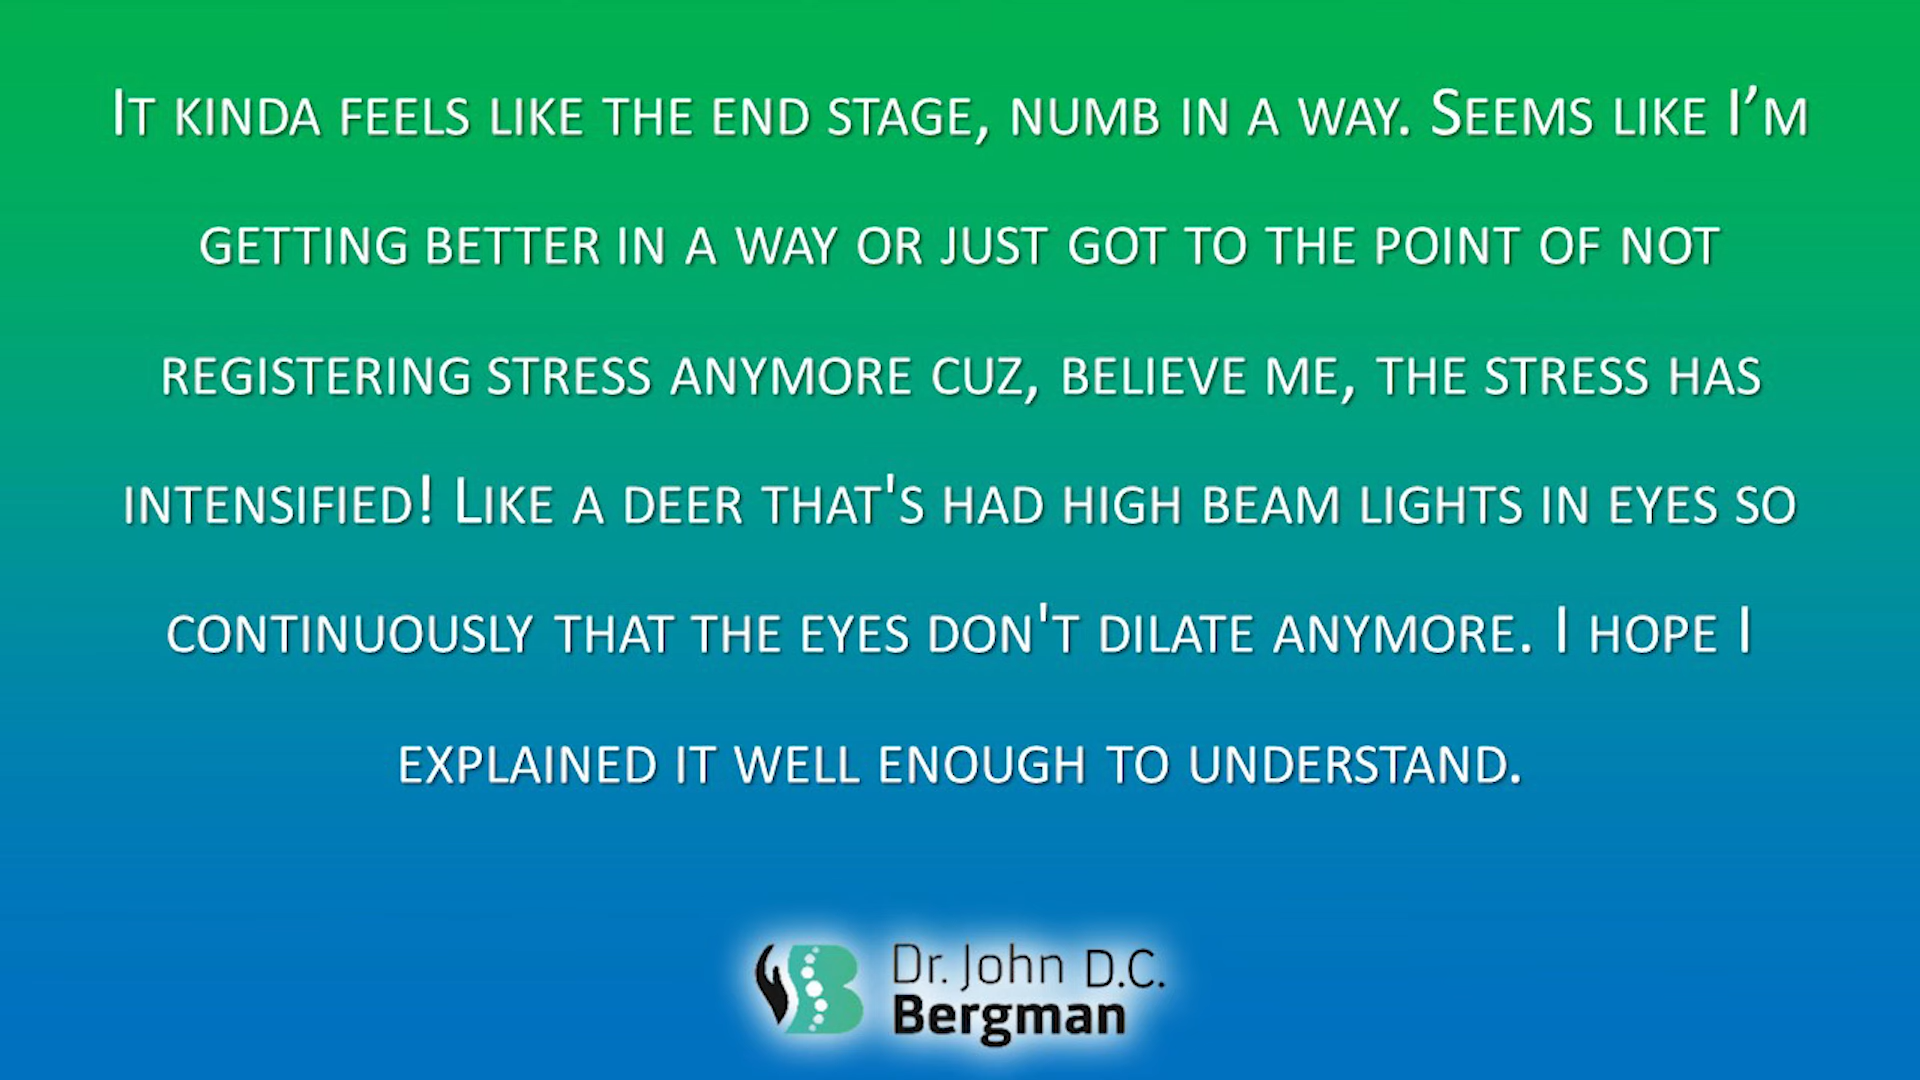 It kinda feels like the end stage, numb in a way. Seems like I’m
getting better in a way or just got to the point of not
registering stress anymore cuz, believe me, the stress has
intensified! Like a deer that's had high beam lights in eyes so
continuously that the eyes don't dilate anymore. I hope I
explained it well enough to understand.
Dr. John D.C.
Bergman